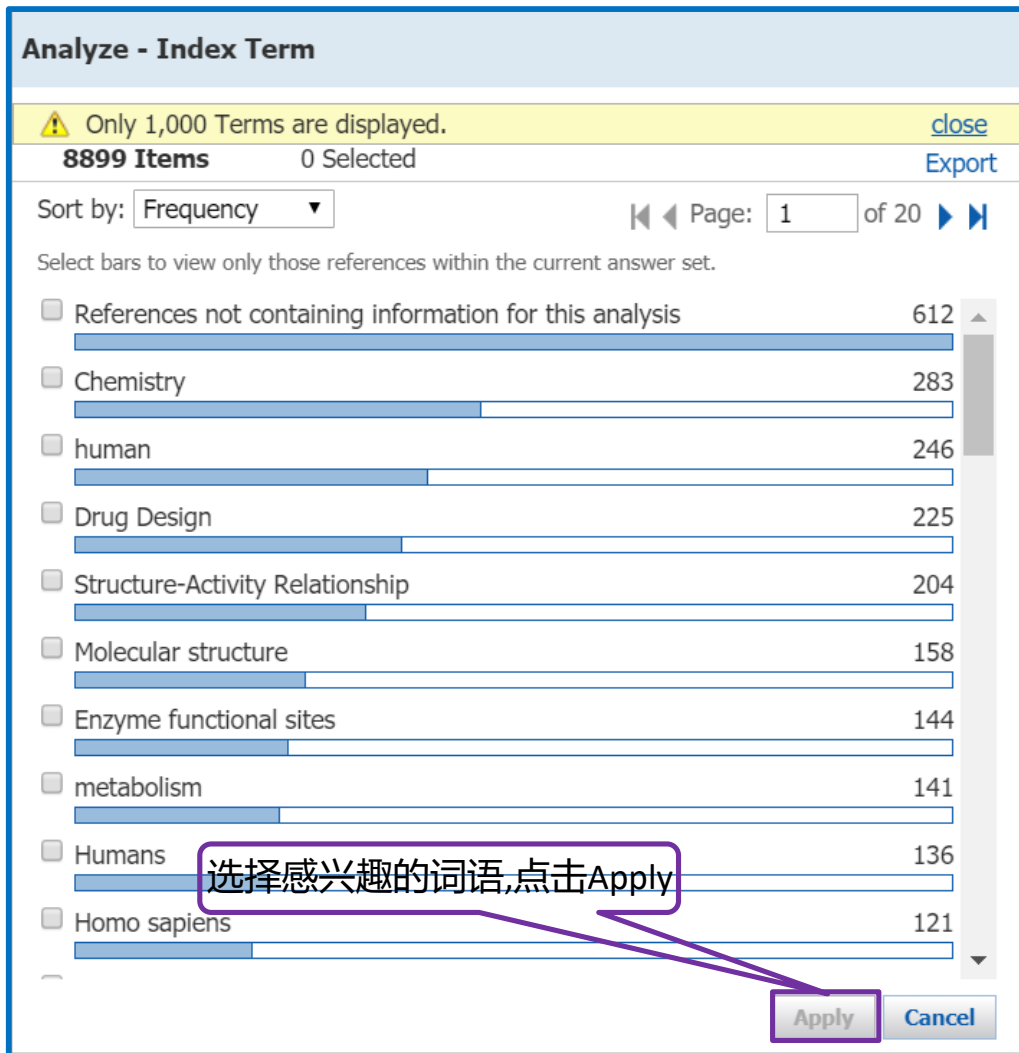 Analyze - Index Term
Only 1,000 Terms are displayed. close
8899 Items 0 Selected Export
Sort by: Frequency Page: 1 of 20
Select bars to view only those references within the current answer set.
References not containing information for this analysis 612
Chemistry 283
human 246
Drug Design 225
Structure-Activity Relationship 204
Molecular structure 158
Enzyme functional sites 144
metabolism 141
Humans 136
选择感兴趣的词语,点击Apply
Homo sapiens 121
Apply Cancel